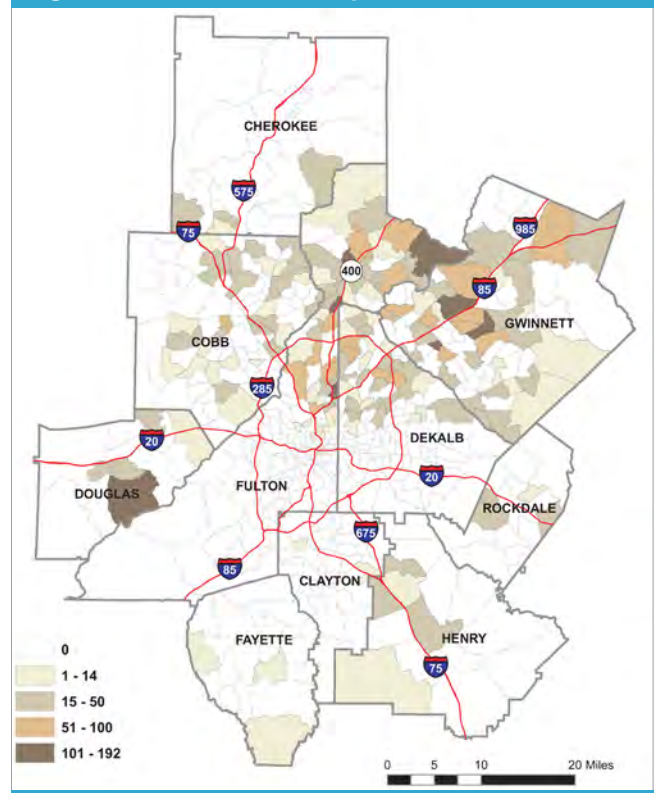 CHEROKEE
575
75
985
400
85
GWINNETT
COBB
285
DEKALB
20
20
DOUGLAS
FULTON
ROCKDALE
675
85
CLAYTON
FAYETTE
HENRY
75
0
1 - 14
15 - 50
51 - 100
101 - 192
0 5 10 20 Miles